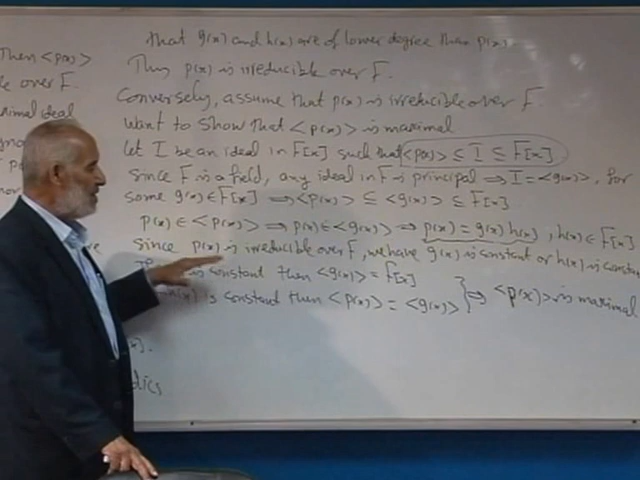 Then <p(x)>
over F.
ideal
that g(x) and h(x) are of lower degree than p(x).
Thus p(x) is irreducible over F.
Conversely, assume that p(x) is irreducible over F.
Want to show that <p(x)> is maximal
Let I be an ideal in F[x] such that <p(x)> ⊆ I ⊆ F[x]
since F is a field, any ideal in F is principal ⇒ I = <g(x)>, for
some g(x) ∈ F[x] ⇒ <p(x)> ⊆ <g(x)> ⊆ F[x]
p(x) ∈ <p(x)> ⇒ p(x) ∈ <g(x)> ⇒ p(x) = g(x) h(x), h(x) ∈ F[x]
since p(x) is irreducible over F, we have g(x) is constant or h(x) is constant
is constant then <g(x)> = F[x]
h(x) is constant then <p(x)> = <g(x)> } ⇒ <p(x)> is maximal